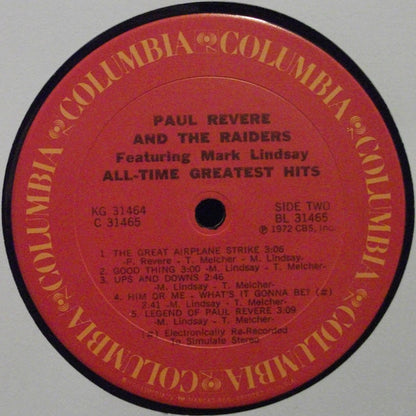 COLUMBIA COLUMBIA COLUMBIA COLUMBIA COLUMBIA COLUMBIA
PAUL REVERE
AND THE RAIDERS
Featuring Mark Lindsay
ALL-TIME GREATEST HITS
KG 31464
C 31465
SIDE TWO
BL 31465
℗ 1972 CBS, Inc.
1. THE GREAT AIRPLANE STRIKE 3:06
-P. Revere - T. Melcher - M. Lindsay-
2. GOOD THING 3:00 -M. Lindsay - T. Melcher-
3. UPS AND DOWNS 2:46
-M. Lindsay - T. Melcher-
4. HIM OR ME - WHAT'S IT GONNA BE? (#)
2:41 -M. Lindsay - T. Melcher-
5. LEGEND OF PAUL REVERE 3:09
-M. Lindsay - T. Melcher-
(#) Electronically Re-Recorded
To Simulate Stereo